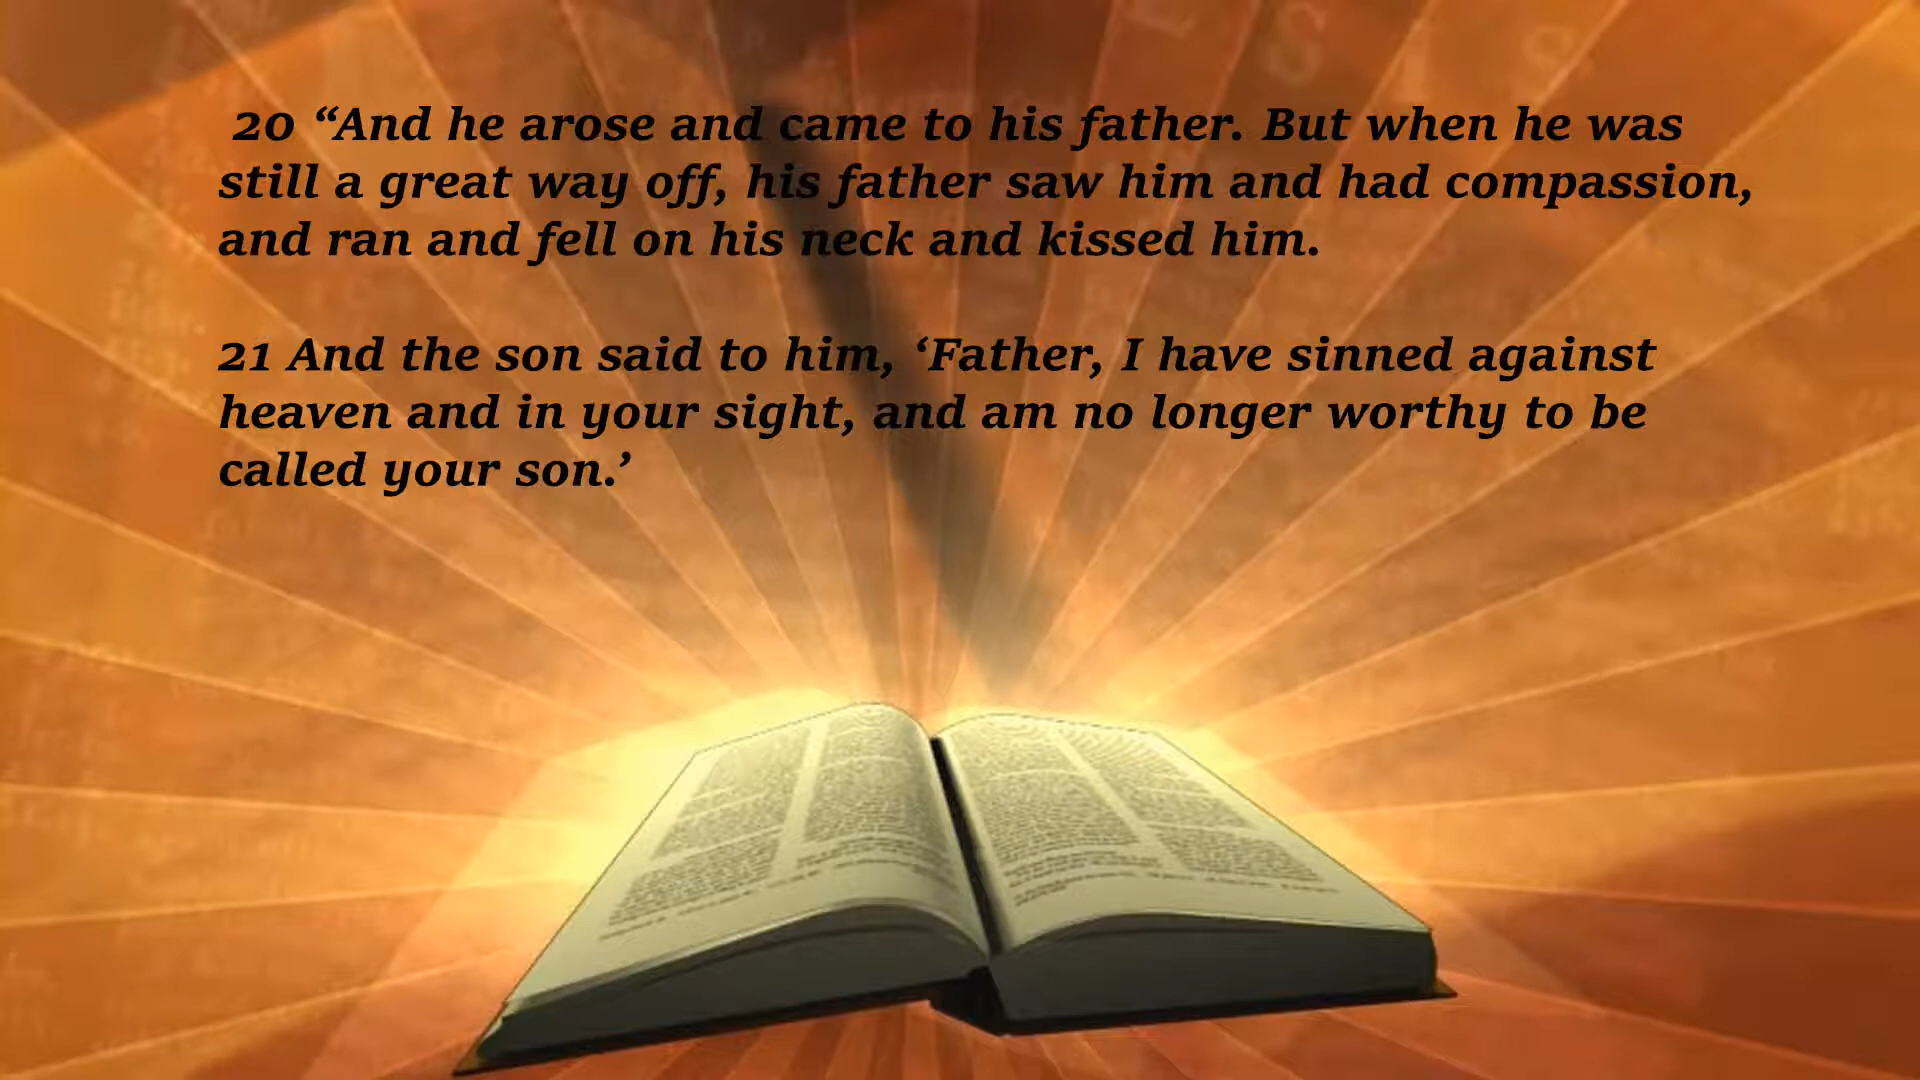 20 “And he arose and came to his father. But when he was
still a great way off, his father saw him and had compassion,
and ran and fell on his neck and kissed him.
21 And the son said to him, ‘Father, I have sinned against
heaven and in your sight, and am no longer worthy to be
called your son.’